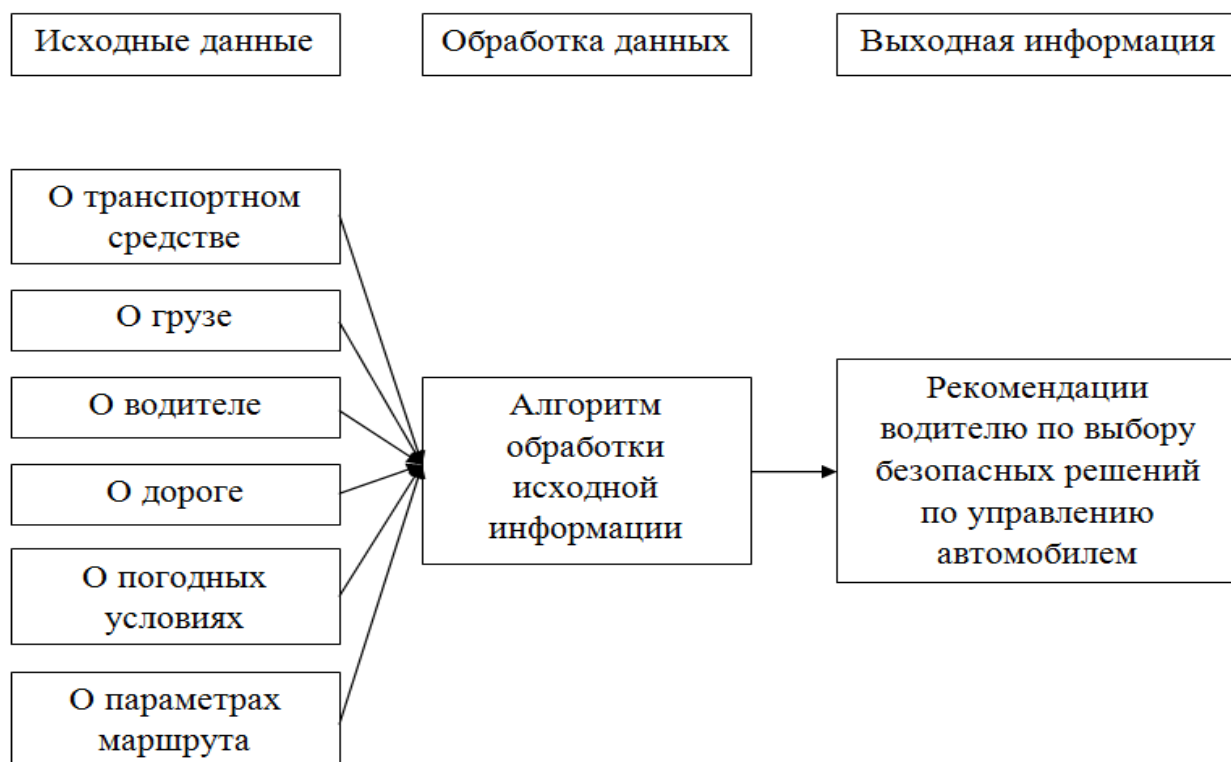 Исходные данные
Обработка данных
Выходная информация
О транспортном
средстве
О грузе
О водителе
О дороге
О погодных
условиях
О параметрах
маршрута
Алгоритм
обработки
исходной
информации
Рекомендации
водителю по выбору
безопасных решений
по управлению
автомобилем